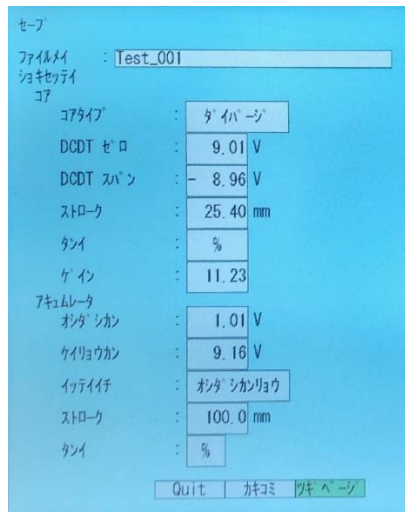 セーブ
ファイルメイ : Test_001
ショキセッテイ
コア
コアタイプ : ダイバージ
DCDT ゼロ : 9.01 V
DCDT スパン : - 8.96 V
ストローク : 25.40 mm
タンイ : %
ゲイン : 11.23
アキュムレータ
オシダシカン : 1.01 V
ケイリョウカン : 9.16 V
イッテイイチ : オシダシカンリョウ
ストローク : 100.0 mm
タンイ : %
Quit カキコミ ツギページ